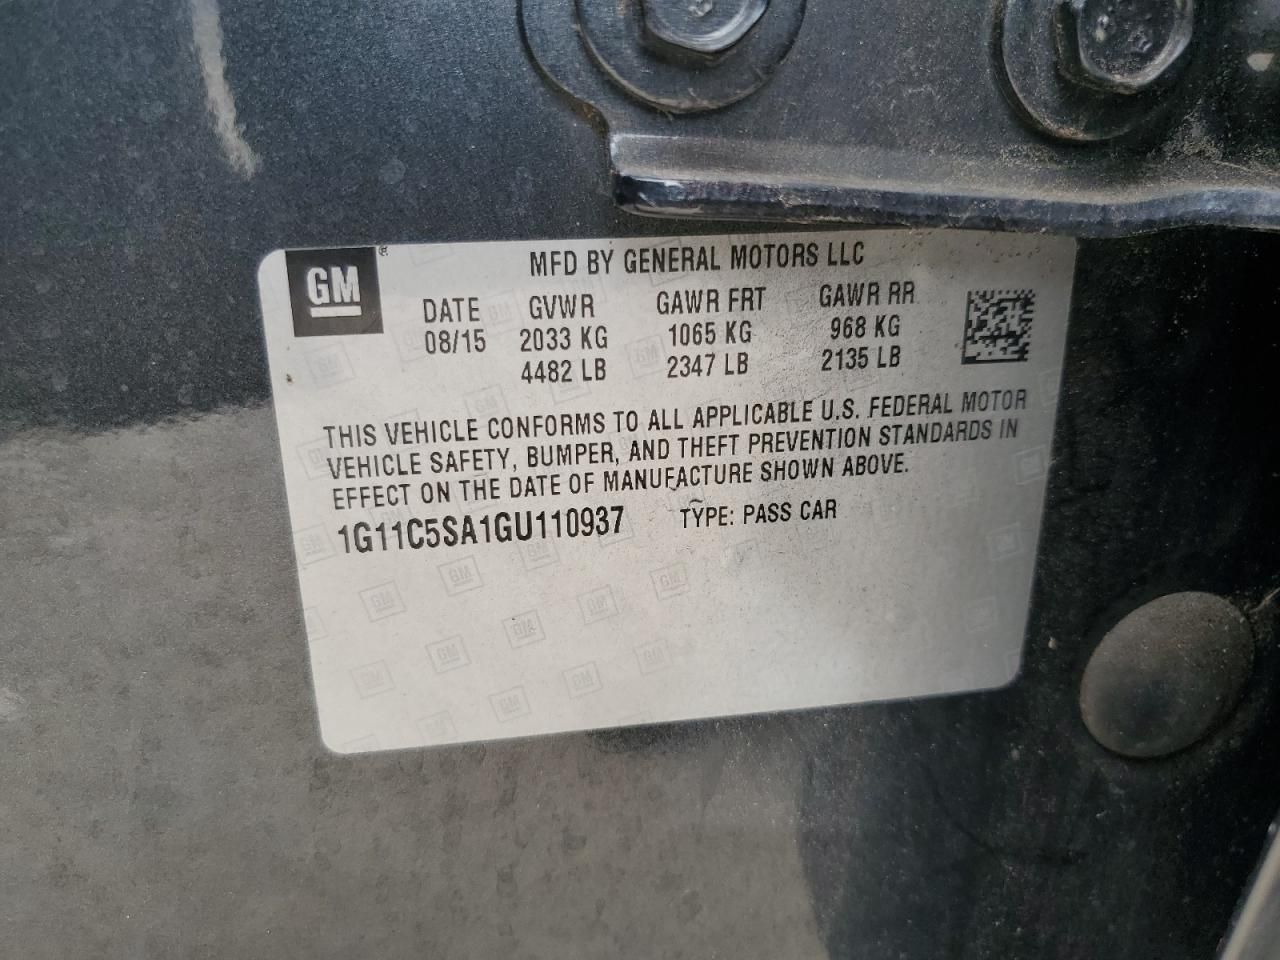 GM®
MFD BY GENERAL MOTORS LLC
DATE GVWR GAWR FRT GAWR RR
08/15 2033 KG 1065 KG 968 KG
4482 LB 2347 LB 2135 LB
THIS VEHICLE CONFORMS TO ALL APPLICABLE U.S. FEDERAL MOTOR
VEHICLE SAFETY, BUMPER, AND THEFT PREVENTION STANDARDS IN
EFFECT ON THE DATE OF MANUFACTURE SHOWN ABOVE.
1G11C5SA1GU110937 TYPE: PASS CAR